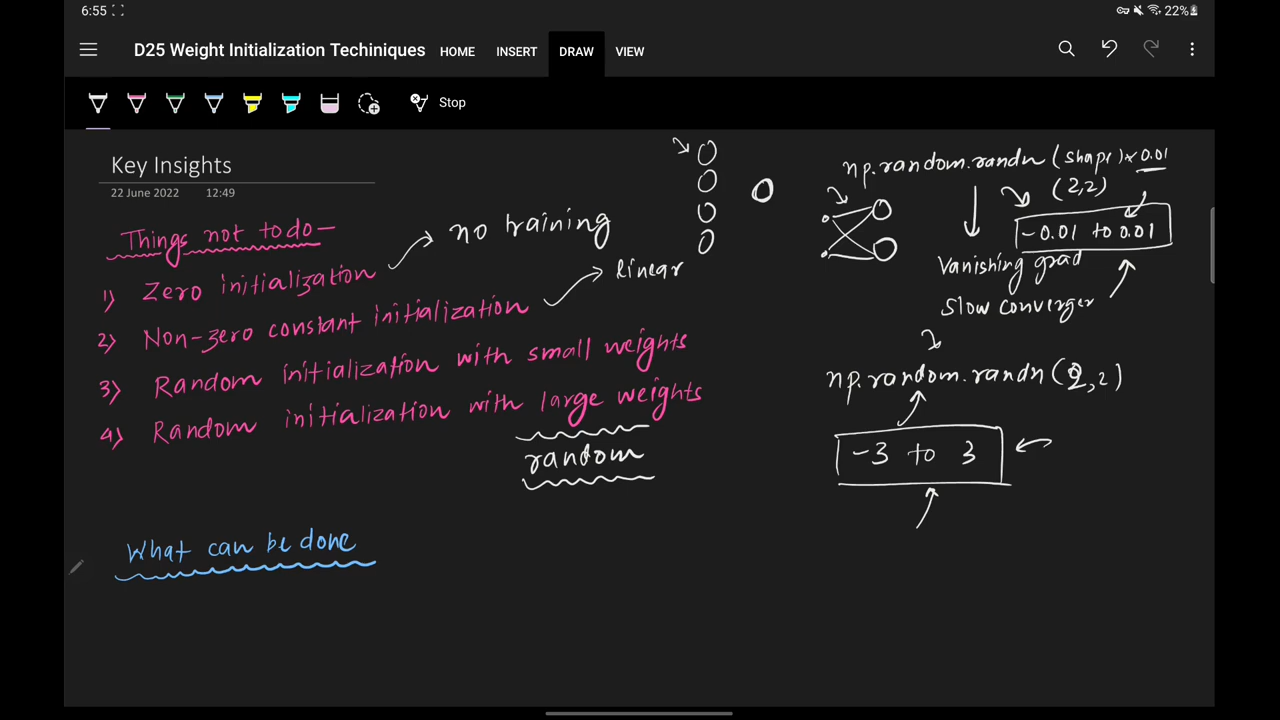 6:55
22%
D25 Weight Initialization Techiniques HOME INSERT DRAW VIEW
Stop
Key Insights
22 June 2022 12:49
Things not to do —
1) Zero initialization → no training
2) Non-zero constant initialization → linear
3) Random initialization with small weights
4) Random initialization with large weights
random
What can be done
np.random.randn (shape) × 0.01
(2,2)
-0.01 to 0.01
Vanishing grad
Slow converger
np.random.randn (2,2)
-3 to 3